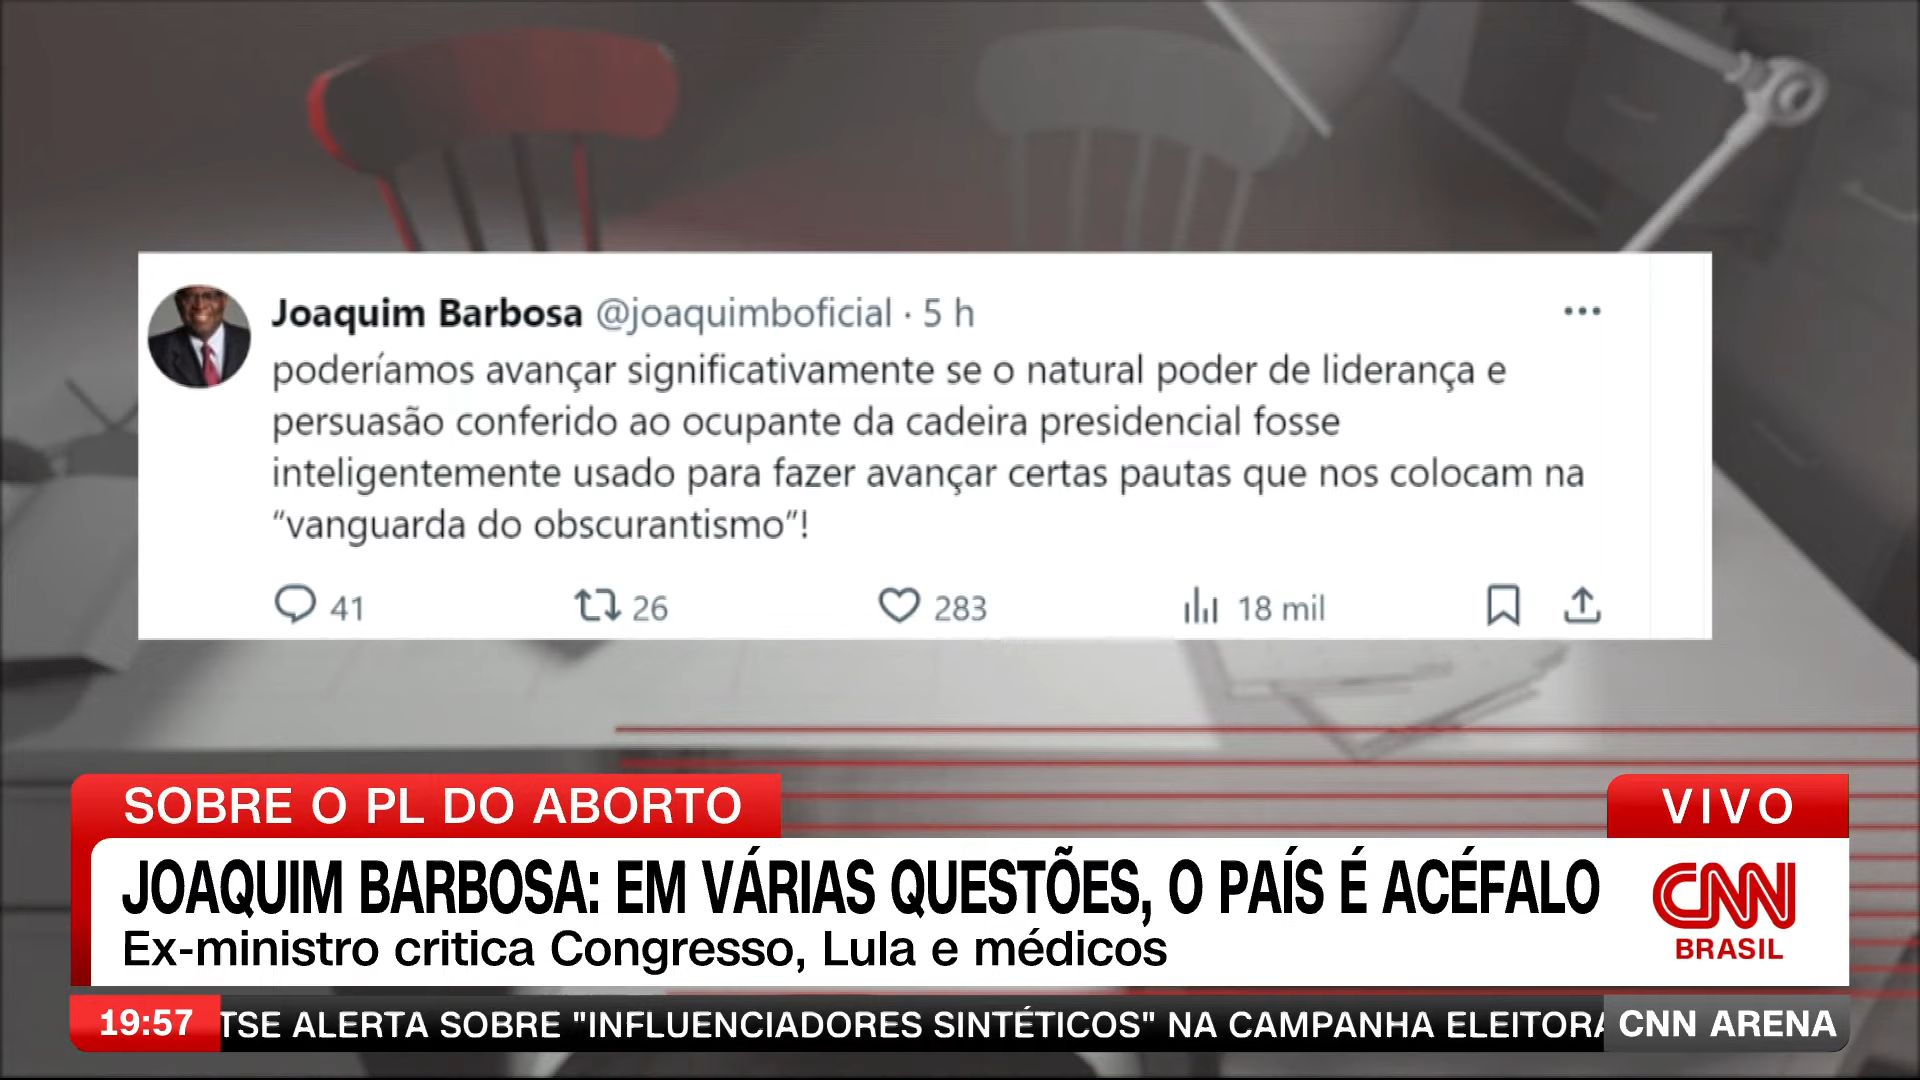 Joaquim Barbosa @joaquimboficial · 5 h
poderíamos avançar significativamente se o natural poder de liderança e
persuasão conferido ao ocupante da cadeira presidencial fosse
inteligentemente usado para fazer avançar certas pautas que nos colocam na
“vanguarda do obscurantismo”!
41 26 283 18 mil
SOBRE O PL DO ABORTO
VIVO
JOAQUIM BARBOSA: EM VÁRIAS QUESTÕES, O PAÍS É ACÉFALO
Ex-ministro critica Congresso, Lula e médicos
CNN
BRASIL
19:57 TSE ALERTA SOBRE "INFLUENCIADORES SINTÉTICOS" NA CAMPANHA ELEITORA CNN ARENA